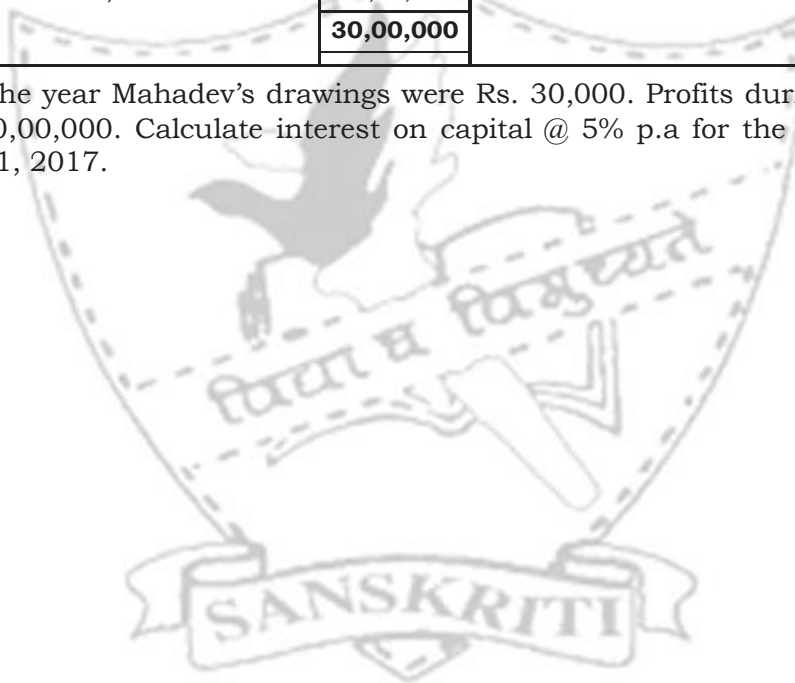 30,00,000
he year Mahadev's drawings were Rs. 30,000. Profits dur
0,00,000. Calculate interest on capital @ 5% p.a for the
1, 2017.
विद्या च विमुच्यते
SANSKRITI